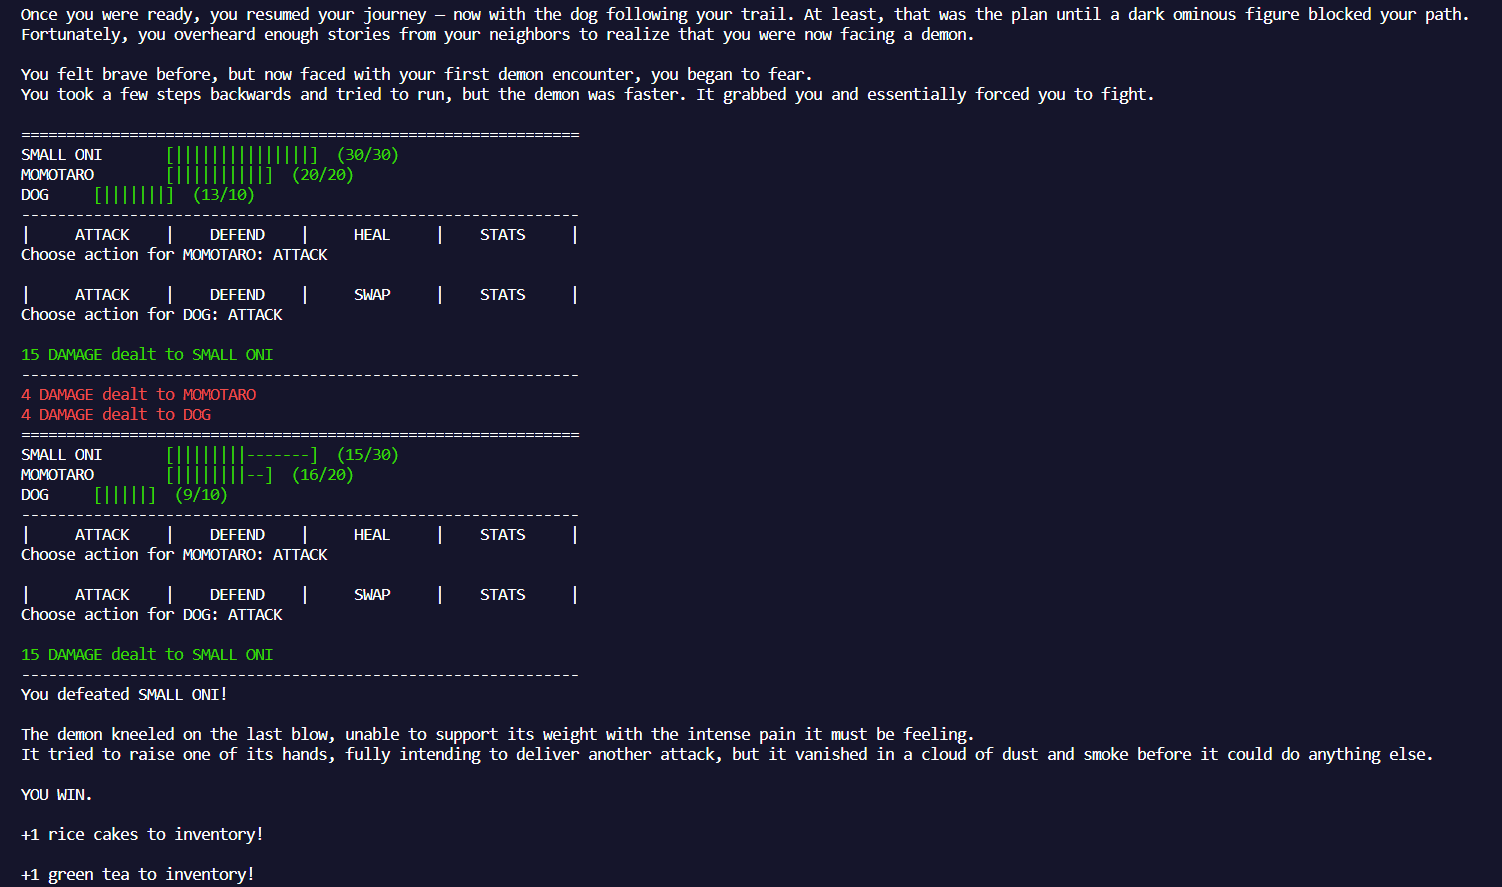 Once you were ready, you resumed your journey — now with the dog following your trail. At least, that was the plan until a dark ominous figure blocked your path.
Fortunately, you overheard enough stories from your neighbors to realize that you were now facing a demon.
You felt brave before, but now faced with your first demon encounter, you began to fear.
You took a few steps backwards and tried to run, but the demon was faster. It grabbed you and essentially forced you to fight.
==============================================================
SMALL ONI [|||||||||||||||] (30/30)
MOMOTARO [||||||||||] (20/20)
DOG [|||||||] (13/10)
--------------------------------------------------------------
| ATTACK | DEFEND | HEAL | STATS |
Choose action for MOMOTARO: ATTACK
| ATTACK | DEFEND | SWAP | STATS |
Choose action for DOG: ATTACK
15 DAMAGE dealt to SMALL ONI
--------------------------------------------------------------
4 DAMAGE dealt to MOMOTARO
4 DAMAGE dealt to DOG
==============================================================
SMALL ONI [||||||||-------] (15/30)
MOMOTARO [||||||||--] (16/20)
DOG [|||||] (9/10)
--------------------------------------------------------------
| ATTACK | DEFEND | HEAL | STATS |
Choose action for MOMOTARO: ATTACK
| ATTACK | DEFEND | SWAP | STATS |
Choose action for DOG: ATTACK
15 DAMAGE dealt to SMALL ONI
--------------------------------------------------------------
You defeated SMALL ONI!
The demon kneeled on the last blow, unable to support its weight with the intense pain it must be feeling.
It tried to raise one of its hands, fully intending to deliver another attack, but it vanished in a cloud of dust and smoke before it could do anything else.
YOU WIN.
+1 rice cakes to inventory!
+1 green tea to inventory!